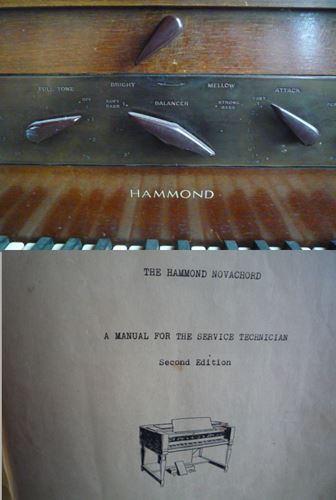 BRIGHT MELLOW
FULL TONE ATTACK
OFF SOFT BASS BALANCER STRONG BASS
HAMMOND
THE HAMMOND NOVACHORD
A MANUAL FOR THE SERVICE TECHNICIAN
Second Edition